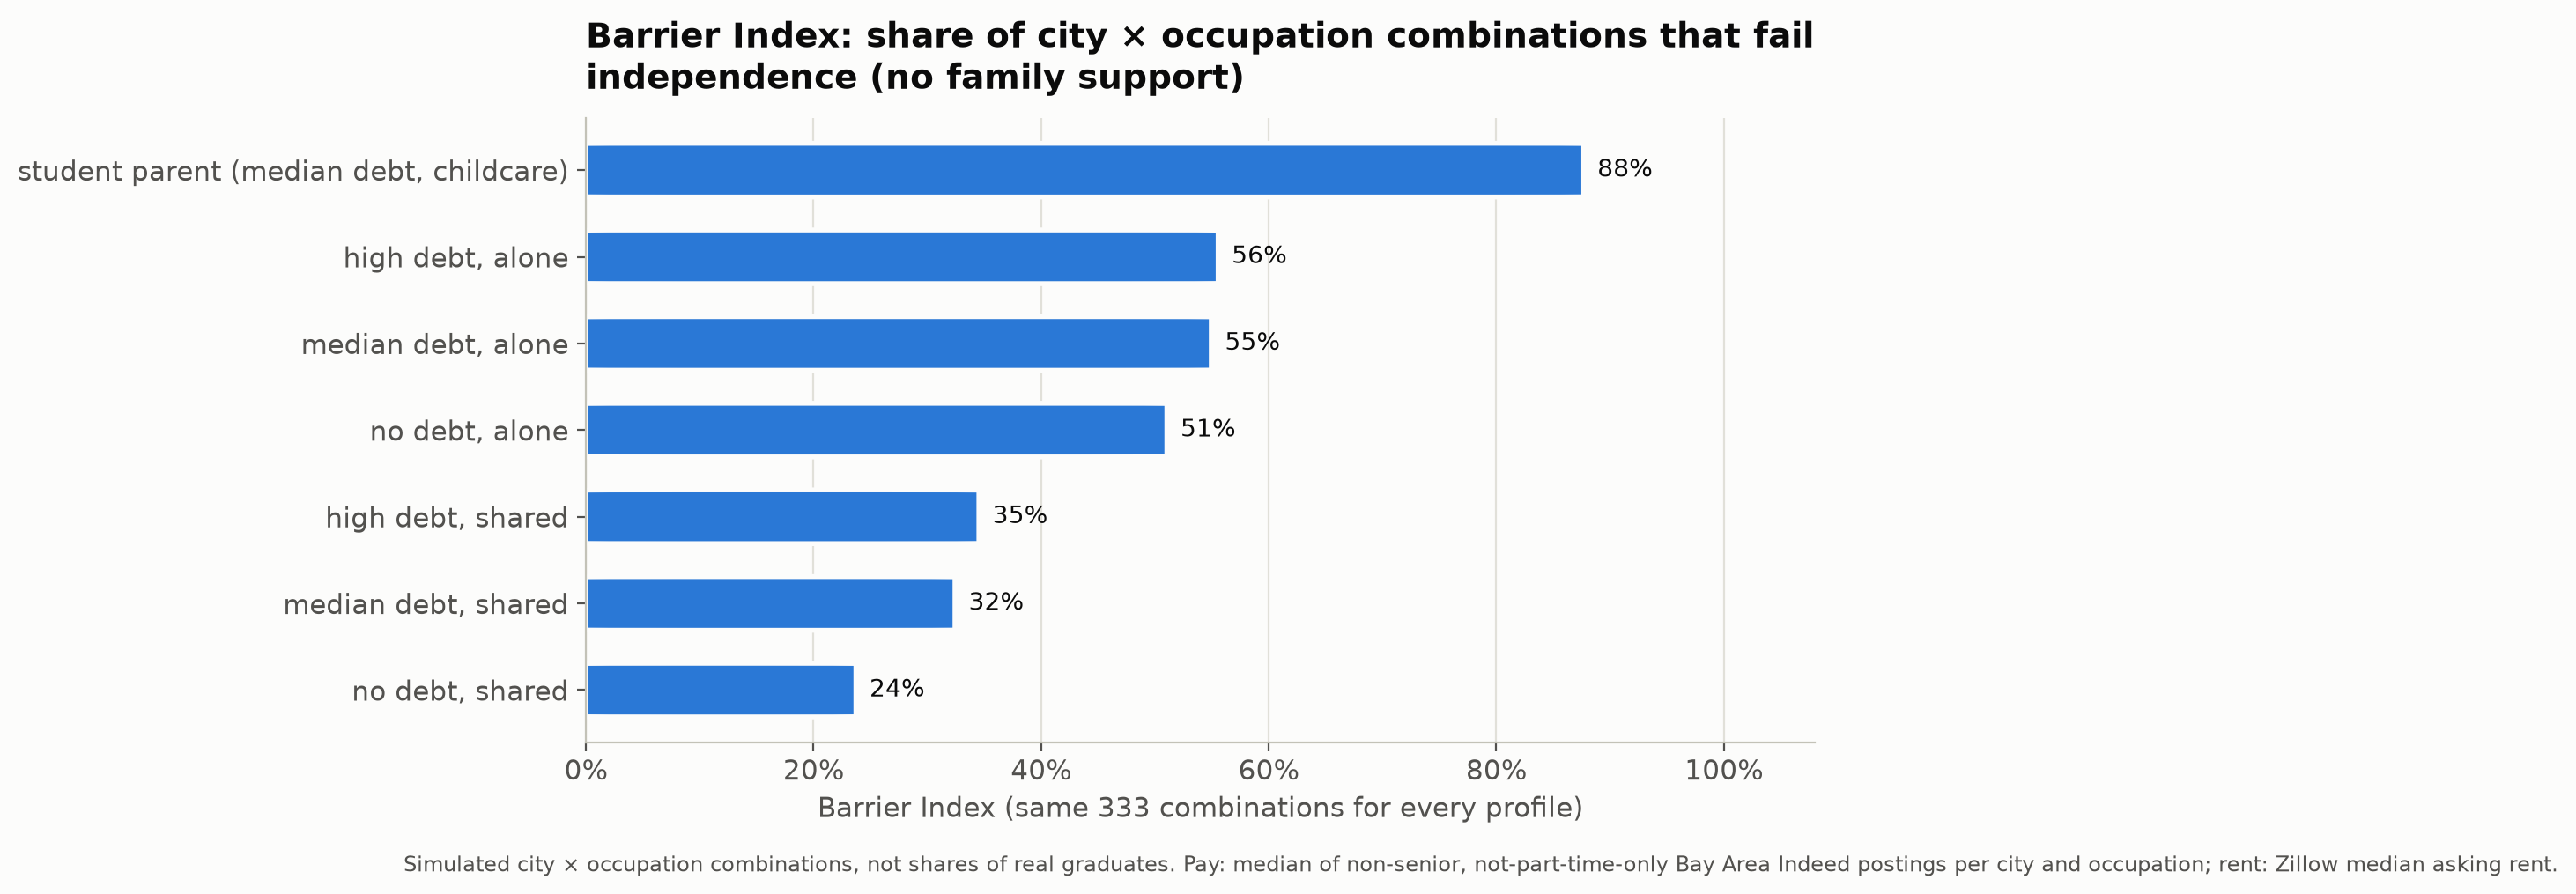 Barrier Index: share of city × occupation combinations that fail
independence (no family support)
student parent (median debt, childcare)
88%
high debt, alone
56%
median debt, alone
55%
no debt, alone
51%
high debt, shared
35%
median debt, shared
32%
no debt, shared
24%
0% 20% 40% 60% 80% 100%
Barrier Index (same 333 combinations for every profile)
Simulated city × occupation combinations, not shares of real graduates. Pay: median of non-senior, not-part-time-only Bay Area Indeed postings per city and occupation; rent: Zillow median asking rent.